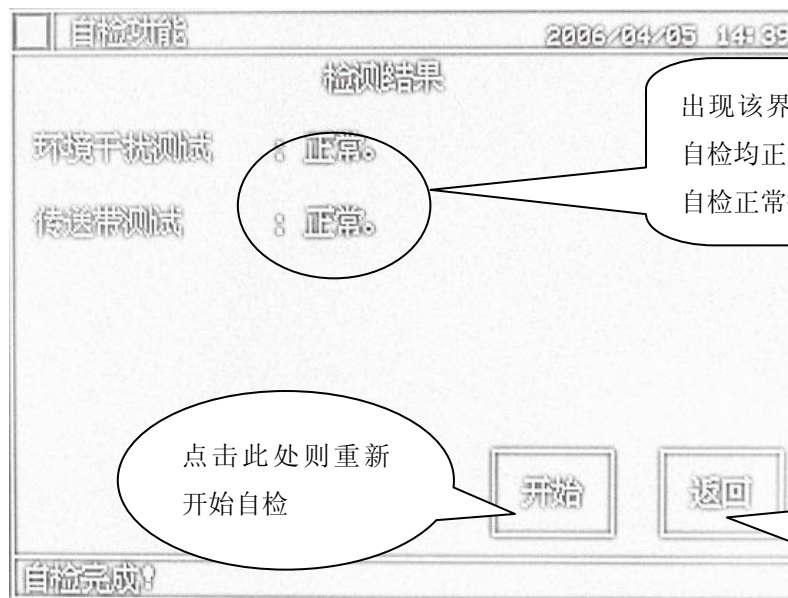 自检功能 2006/04/05 14:39
检测结果
环境干扰测试 : 正常。
传送带测试 : 正常。
出现该界
自检均正
自检正常
点击此处则重新
开始自检
开始 返回
自检完成!